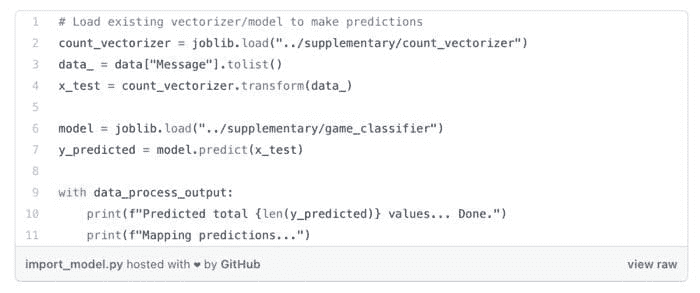 1 # Load existing vectorizer/model to make predictions
2 count_vectorizer = joblib.load("../supplementary/count_vectorizer")
3 data_ = data["Message"].tolist()
4 x_test = count_vectorizer.transform(data_)
5
6 model = joblib.load("../supplementary/game_classifier")
7 y_predicted = model.predict(x_test)
8
9 with data_process_output:
10     print(f"Predicted total {len(y_predicted)} values... Done.")
11     print(f"Mapping predictions...")
import_model.py hosted with ❤ by GitHub view raw